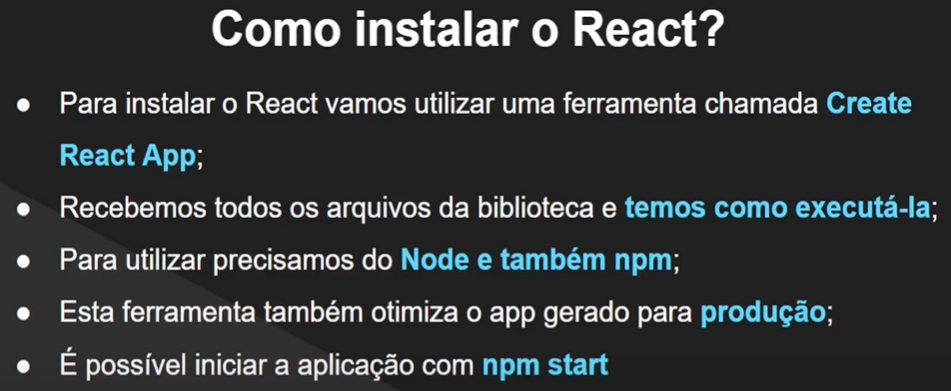 Como instalar o React?
● Para instalar o React vamos utilizar uma ferramenta chamada Create
React App;
● Recebemos todos os arquivos da biblioteca e temos como executá-la;
● Para utilizar precisamos do Node e também npm;
● Esta ferramenta também otimiza o app gerado para produção;
● É possível iniciar a aplicação com npm start